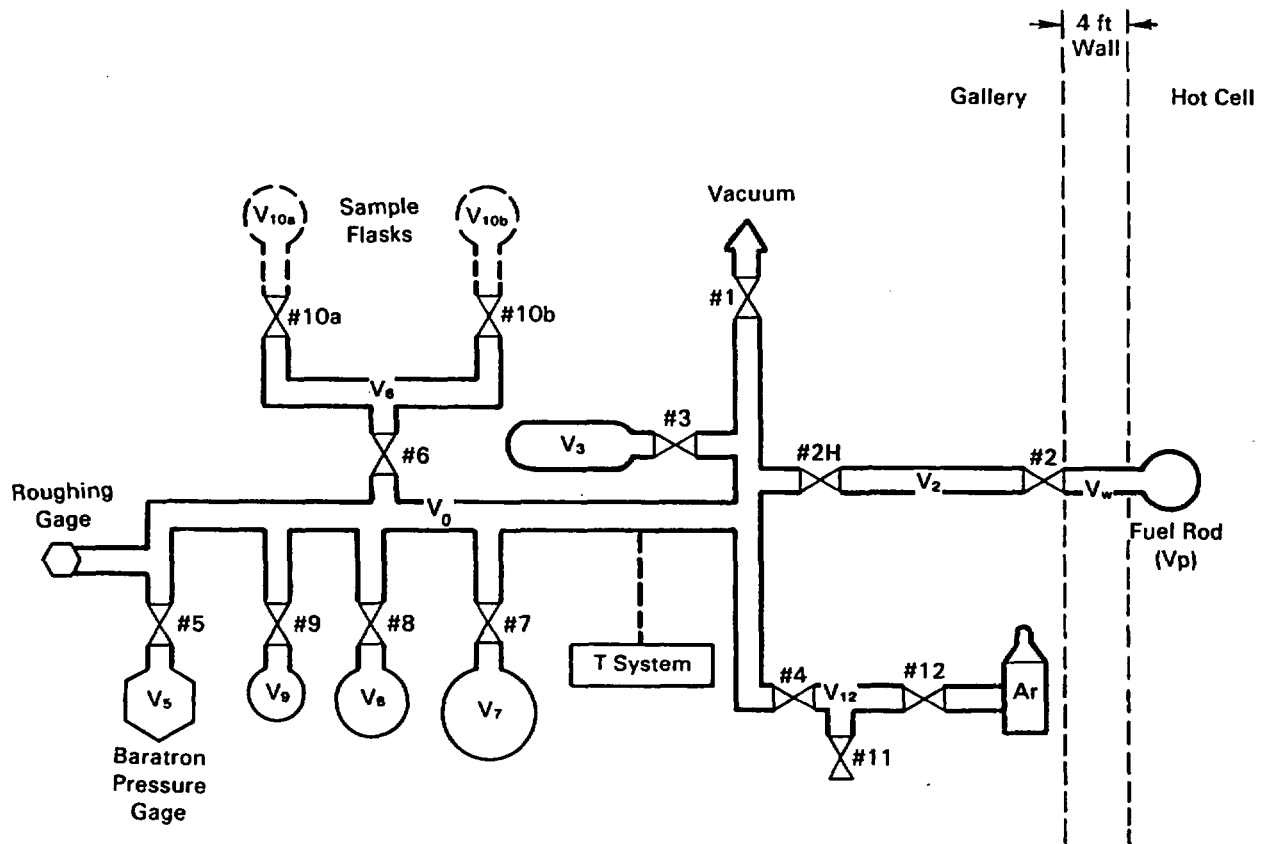 4 ft
Wall
Gallery
Hot Cell
Vacuum
V10a
Sample
Flasks
V10b
#1
#10a
#10b
V6
#3
#6
V3
#2H
#2
V2
Vw
Roughing
Gage
V0
Fuel Rod
(Vp)
#5
#9
#8
#7
T System
#4
V12
#12
Ar
V5
V9
V8
V7
#11
Baratron
Pressure
Gage